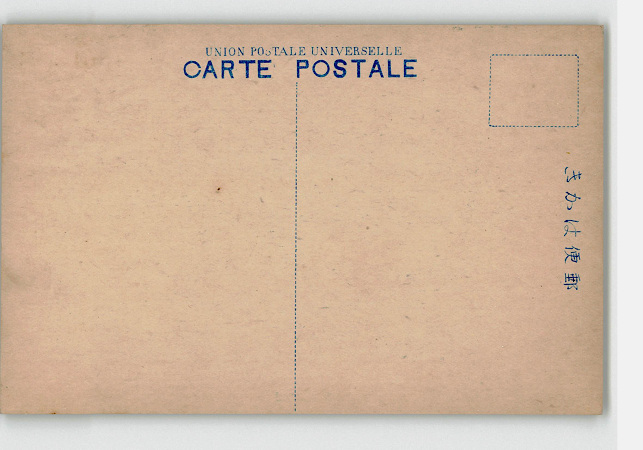 UNION POSTALE UNIVERSELLE
CARTE POSTALE
郵便はかき